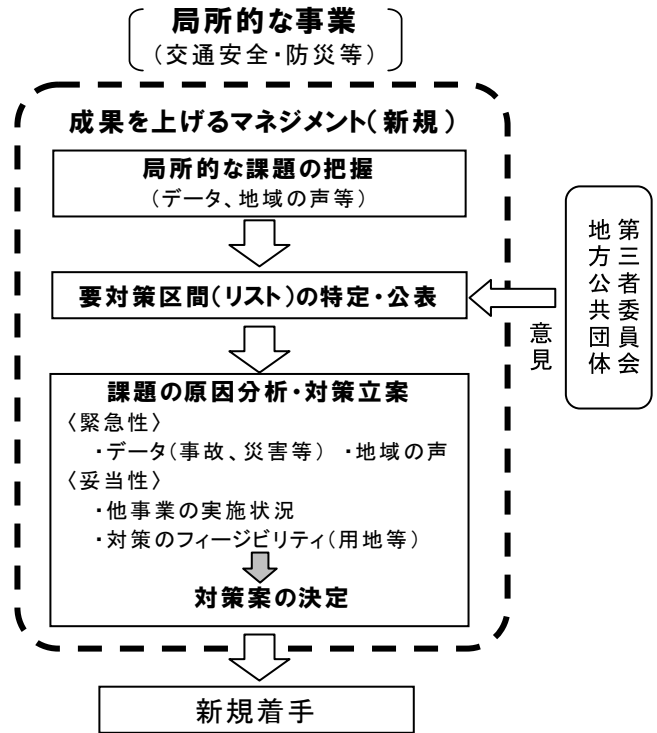 局所的な事業
(交通安全・防災等)
成果を上げるマネジメント(新規)
局所的な課題の把握
(データ、地域の声等)
要対策区間(リスト)の特定・公表
第三者委員会
地方公共団体
意見
課題の原因分析・対策立案
〈緊急性〉
・データ(事故、災害等) ・地域の声
〈妥当性〉
・他事業の実施状況
・対策のフィージビリティ(用地等)
対策案の決定
新規着手